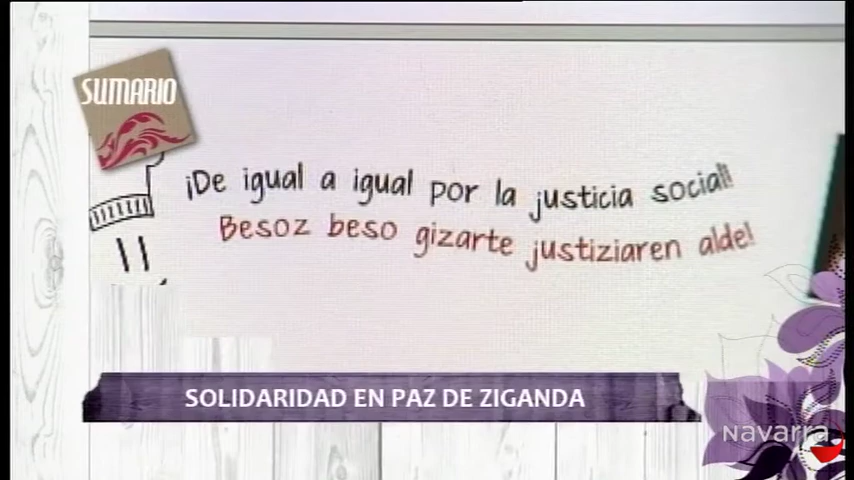 SUMARIO
¡De igual a igual por la justicia social!
Besoz beso gizarte justiziaren alde!
SOLIDARIDAD EN PAZ DE ZIGANDA
NAVARRA